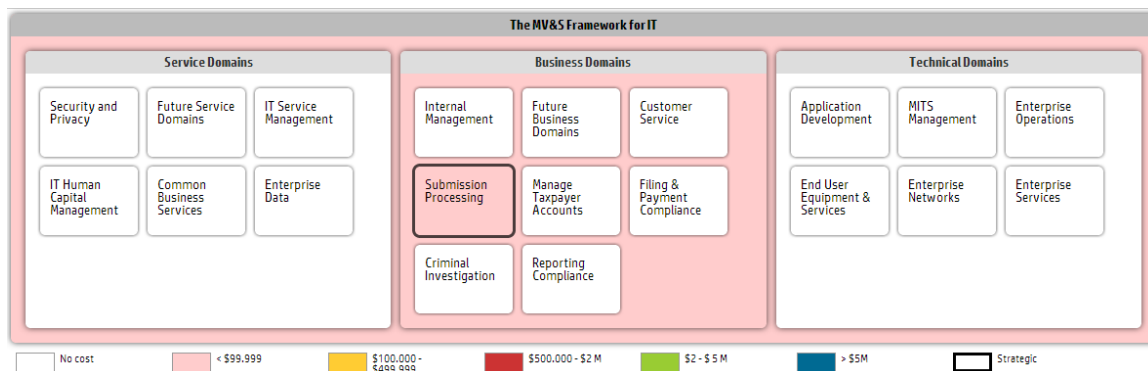 The MV&S Framework for IT
Service Domains
Security and
Privacy
Future Service
Domains
IT Service
Management
IT Human
Capital
Management
Common
Business
Services
Enterprise
Data
Business Domains
Internal
Management
Future
Business
Domains
Customer
Service
Submission
Processing
Manage
Taxpayer
Accounts
Filing &
Payment
Compliance
Criminal
Investigation
Reporting
Compliance
Technical Domains
Application
Development
MITS
Management
Enterprise
Operations
End User
Equipment &
Services
Enterprise
Networks
Enterprise
Services
No cost
< $99.999
$100.000 -
$499.999
$500.000 - $2 M
$2 - $ 5 M
> $5M
Strategic